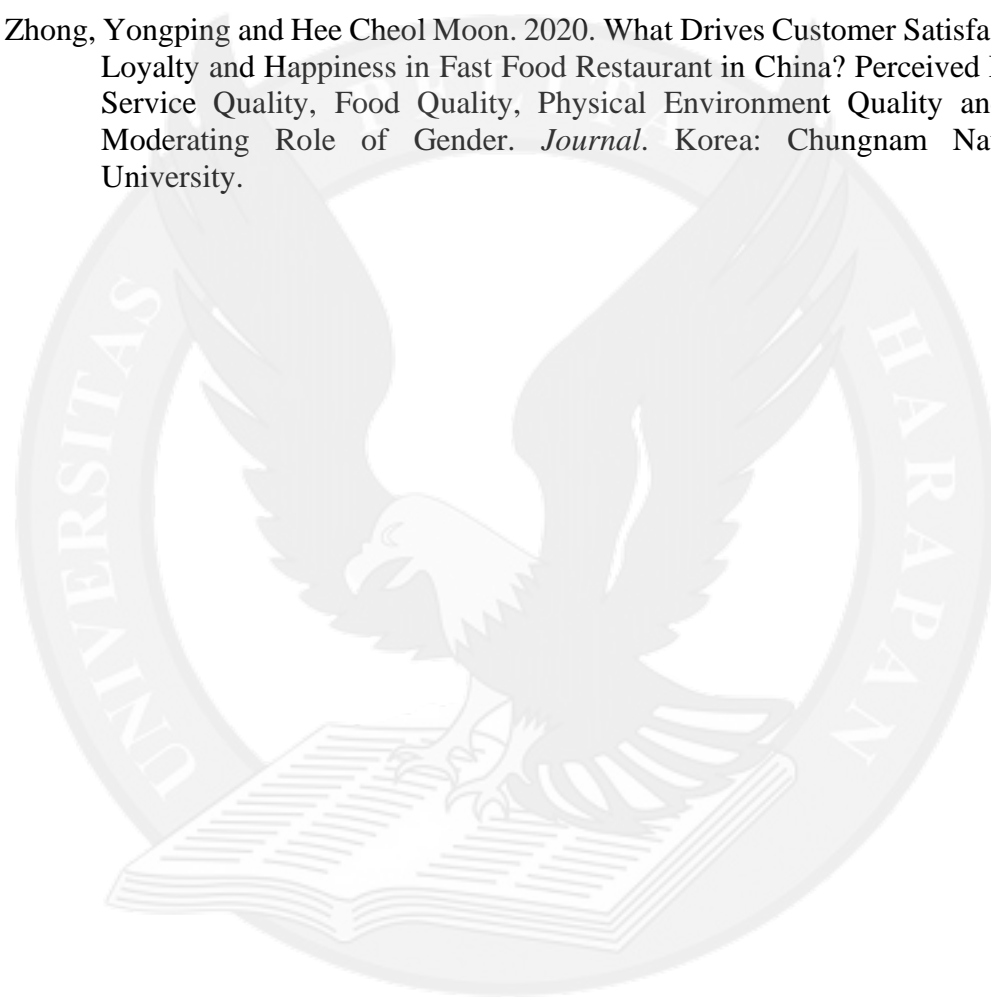 Zhong, Yongping and Hee Cheol Moon. 2020. What Drives Customer Satisfa
Loyalty and Happiness in Fast Food Restaurant in China? Perceived
Service Quality, Food Quality, Physical Environment Quality an
Moderating Role of Gender. Journal. Korea: Chungnam Na
University.
UNIVERSITAS PELITA HARAPAN